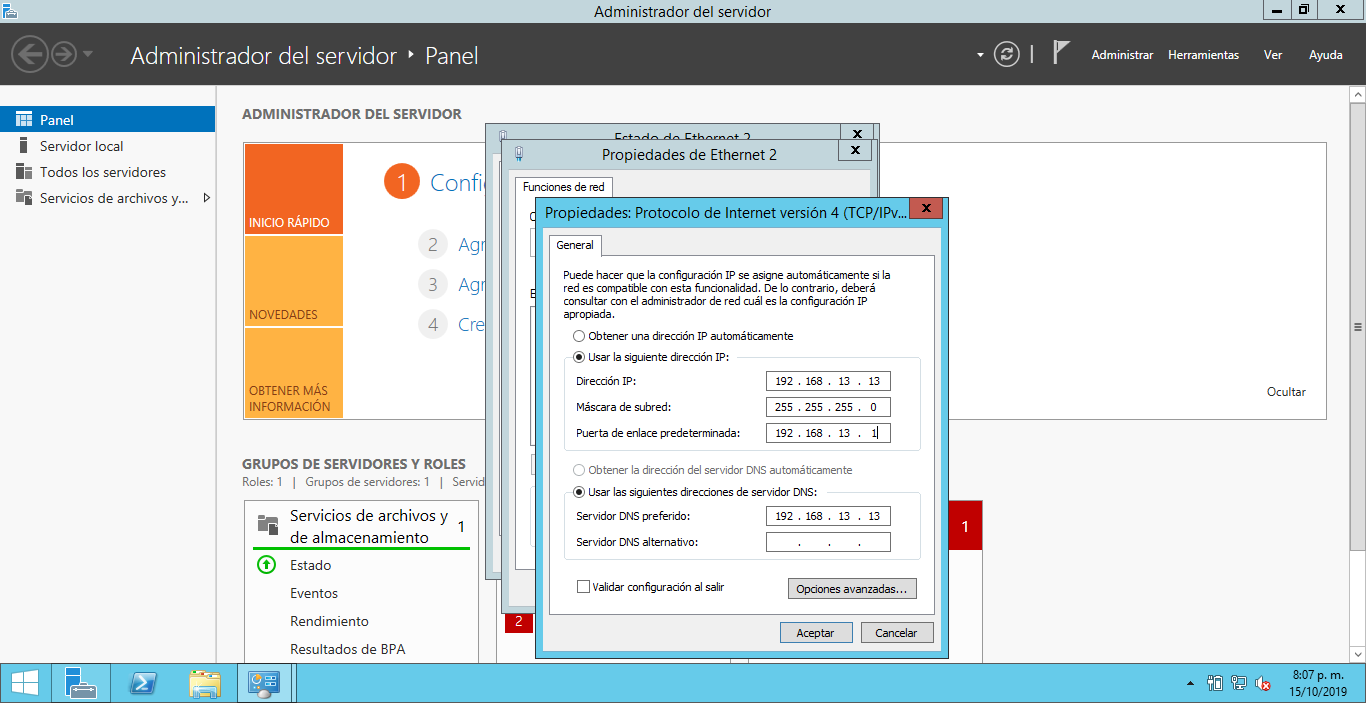 Administrador del servidor
Administrador del servidor ‣ Panel
Administrar Herramientas Ver Ayuda
Panel
Servidor local
Todos los servidores
Servicios de archivos y...
ADMINISTRADOR DEL SERVIDOR
INICIO RÁPIDO
NOVEDADES
OBTENER MÁS
INFORMACIÓN
1 Confi
2 Agr
3 Agr
4 Cre
Ocultar
GRUPOS DE SERVIDORES Y ROLES
Roles: 1 | Grupos de servidores: 1 | Servid
Servicios de archivos y
de almacenamiento
1
Estado
Eventos
Rendimiento
Resultados de BPA
2
1
Estado de Ethernet 2
Propiedades de Ethernet 2
Funciones de red
Propiedades: Protocolo de Internet versión 4 (TCP/IPv...
General
Puede hacer que la configuración IP se asigne automáticamente si la
red es compatible con esta funcionalidad. De lo contrario, deberá
consultar con el administrador de red cuál es la configuración IP
apropiada.
Obtener una dirección IP automáticamente
Usar la siguiente dirección IP:
Dirección IP: 192 . 168 . 13 . 13
Máscara de subred: 255 . 255 . 255 . 0
Puerta de enlace predeterminada: 192 . 168 . 13 . 1
Obtener la dirección del servidor DNS automáticamente
Usar las siguientes direcciones de servidor DNS:
Servidor DNS preferido: 192 . 168 . 13 . 13
Servidor DNS alternativo: . . .
Validar configuración al salir
Opciones avanzadas...
Aceptar Cancelar
8:07 p. m.
15/10/2019